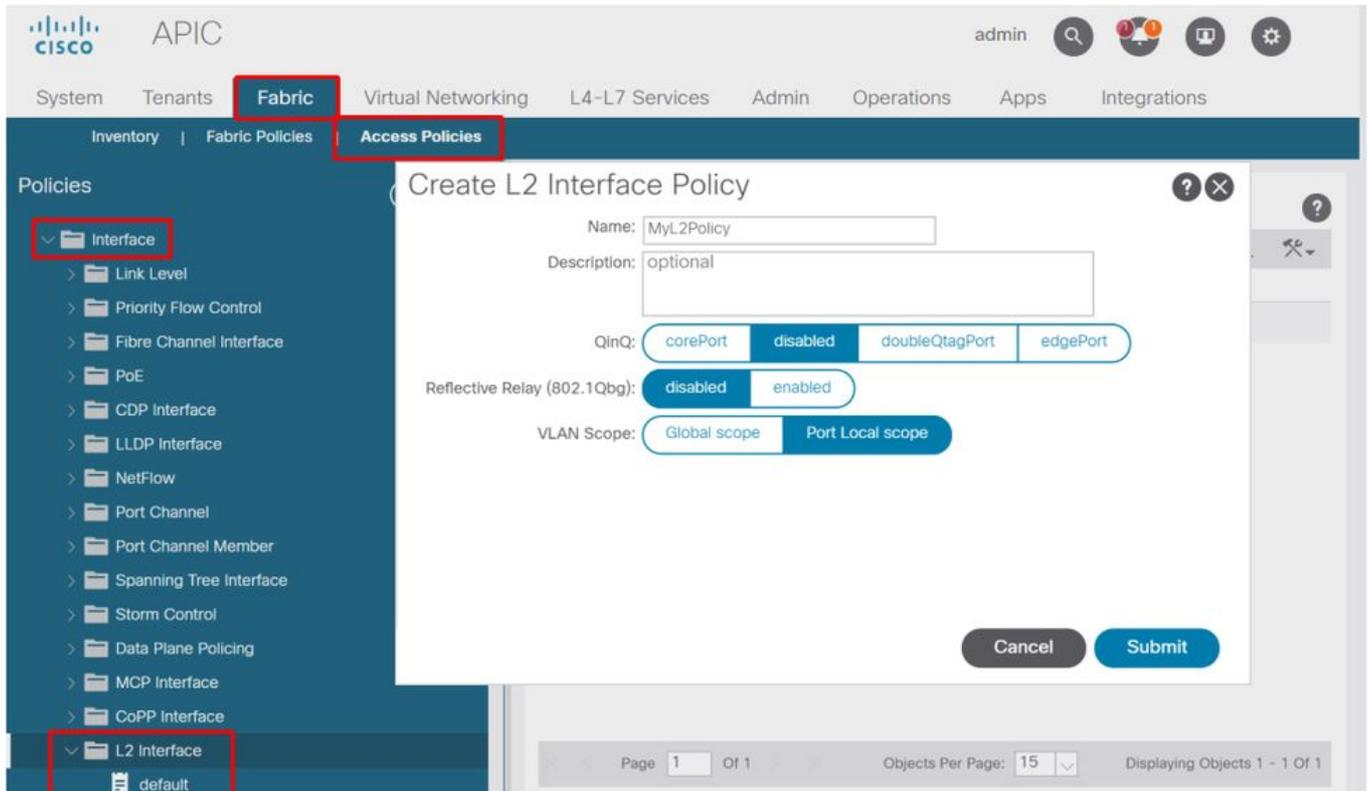 CISCO APIC admin 1 1
System Tenants Fabric Virtual Networking L4-L7 Services Admin Operations Apps Integrations
Inventory | Fabric Policies | Access Policies
Policies
Create L2 Interface Policy ? ?
Name: MyL2Policy
Interface
Description: optional
Link Level
Priority Flow Control
QinQ: corePort disabled doubleQtagPort edgePort
Fibre Channel Interface
PoE
Reflective Relay (802.1Qbg): disabled enabled
CDP Interface
VLAN Scope: Global scope Port Local scope
LLDP Interface
NetFlow
Port Channel
Port Channel Member
Spanning Tree Interface
Storm Control
Data Plane Policing
Cancel Submit
MCP Interface
CoPP Interface
L2 Interface
Page 1 Of 1 Objects Per Page: 15 Displaying Objects 1 - 1 Of 1
default